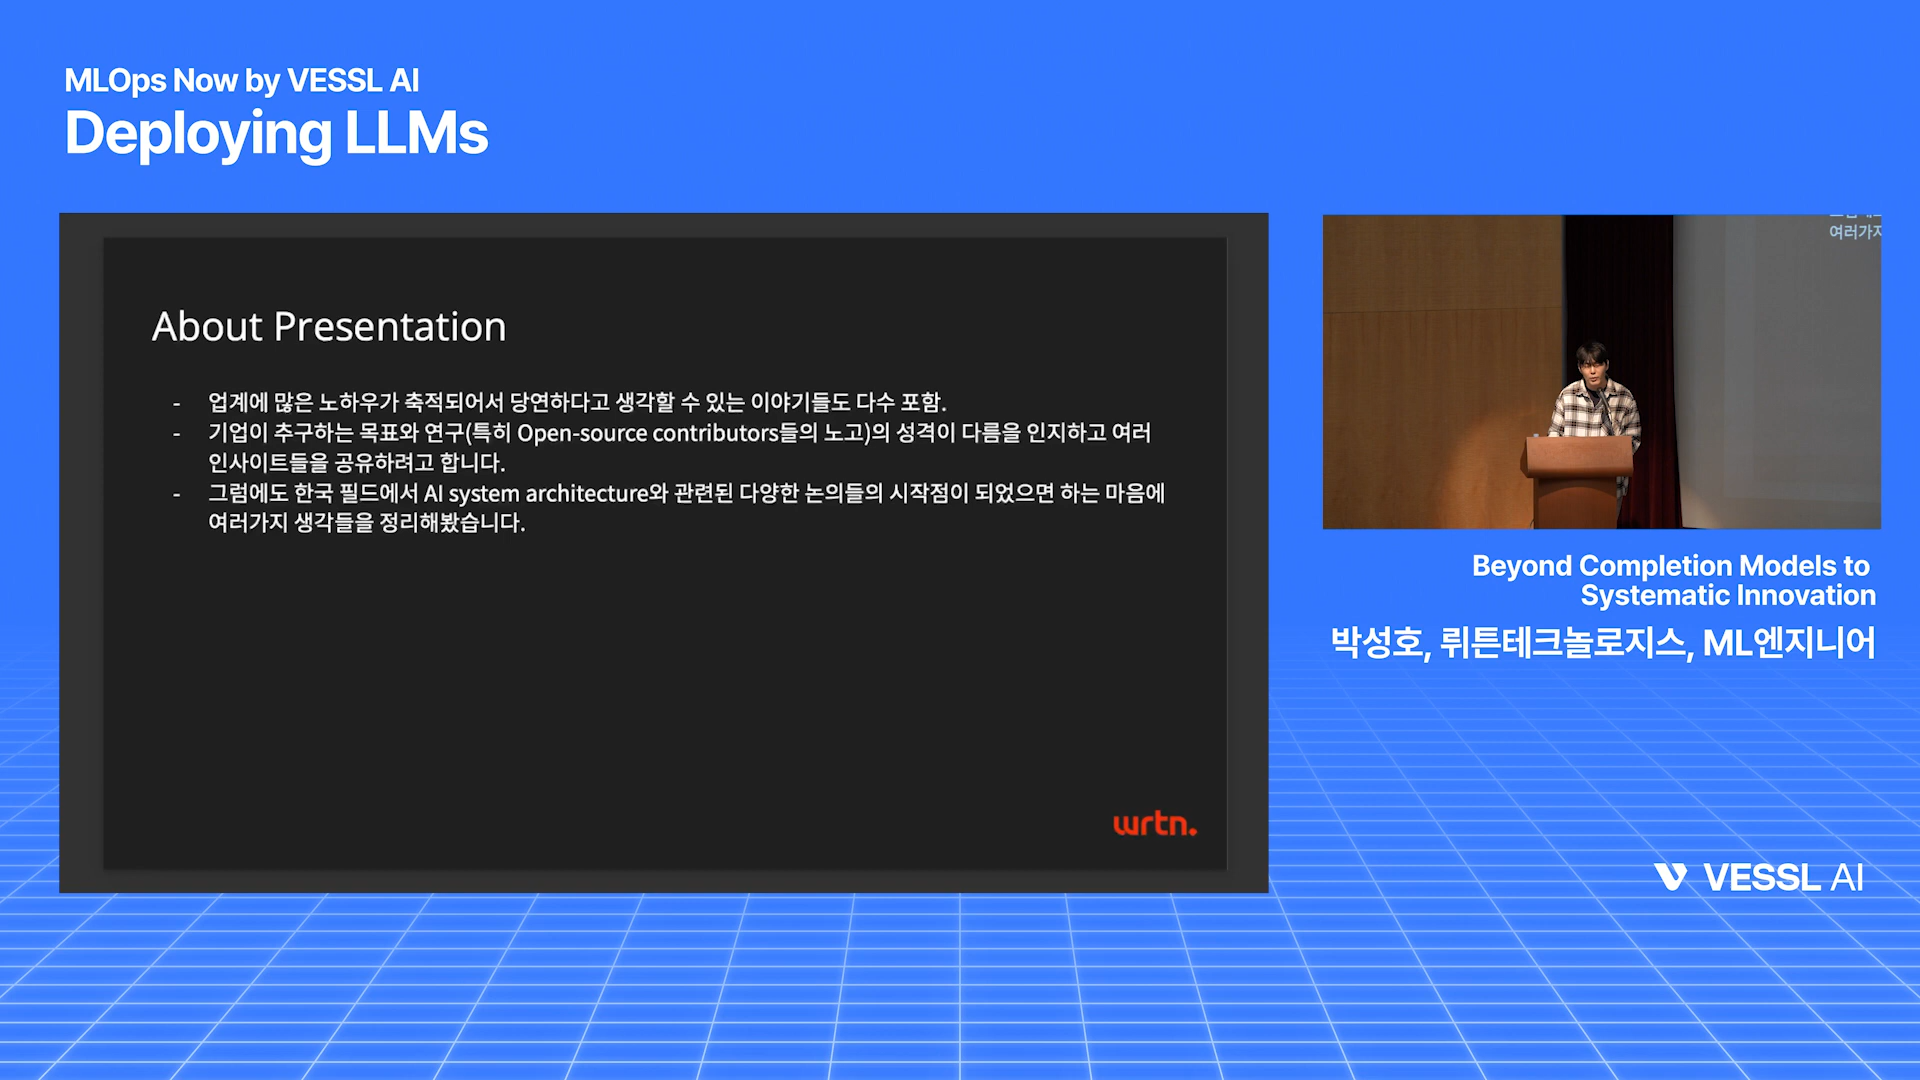 MLOps Now by VESSL AI
Deploying LLMs
About Presentation
- 업계에 많은 노하우가 축적되어서 당연하다고 생각할 수 있는 이야기들도 다수 포함.
- 기업이 추구하는 목표와 연구(특히 Open-source contributors들의 노고)의 성격이 다름을 인지하고 여러
인사이트들을 공유하려고 합니다.
- 그럼에도 한국 필드에서 AI system architecture와 관련된 다양한 논의들의 시작점이 되었으면 하는 마음에
여러가지 생각들을 정리해봤습니다.
wrtn.
여러가지
Beyond Completion Models to
Systematic Innovation
박성호, 뤼튼테크놀로지스, ML엔지니어
VESSL AI